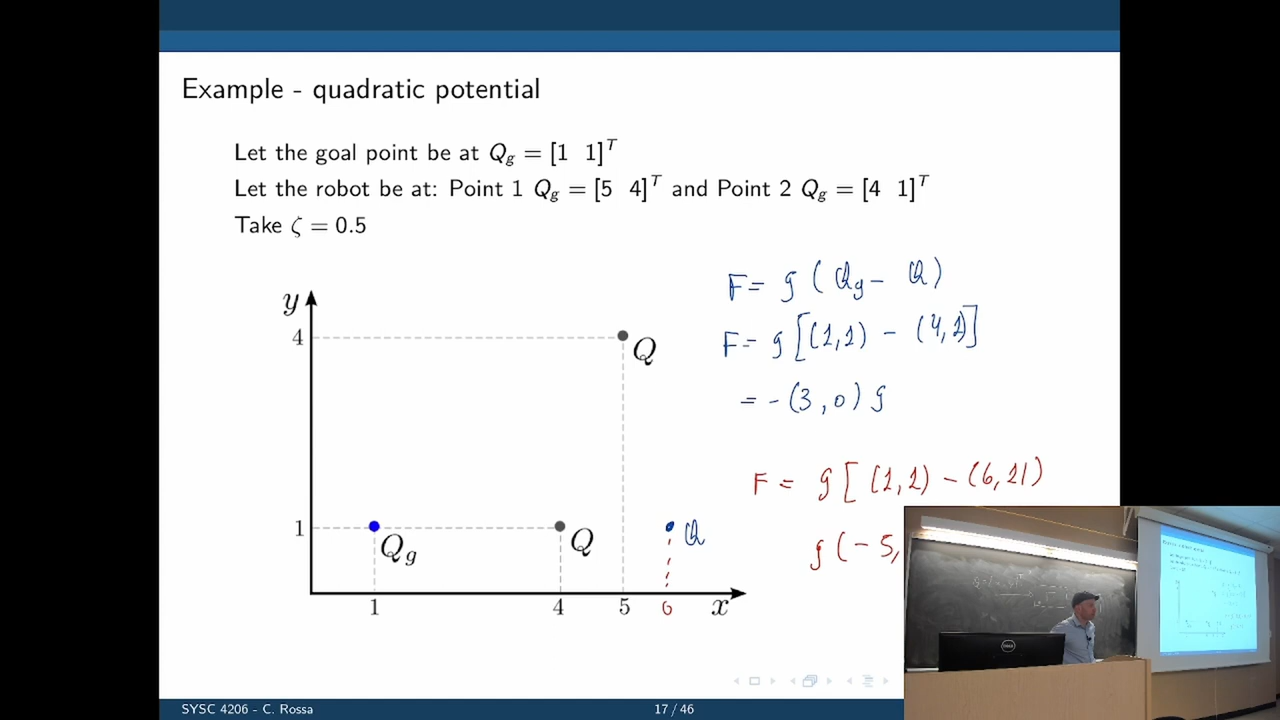 Example - quadratic potential
Let the goal point be at Q_g = [1 1]^T
Let the robot be at: Point 1 Q_g = [5 4]^T and Point 2 Q_g = [4 1]^T
Take ζ = 0.5
F = ζ ( Q_g - Q )
F = ζ [(1,1) - (4,1)]
= - (3, 0) ζ
F = ζ [ (1,1) - (6,1) )
ζ (- 5,
y
4
Q
1
Q_g
Q
Q
1
4
5
6
x
DELL
SYSC 4206 - C. Rossa
17 / 46